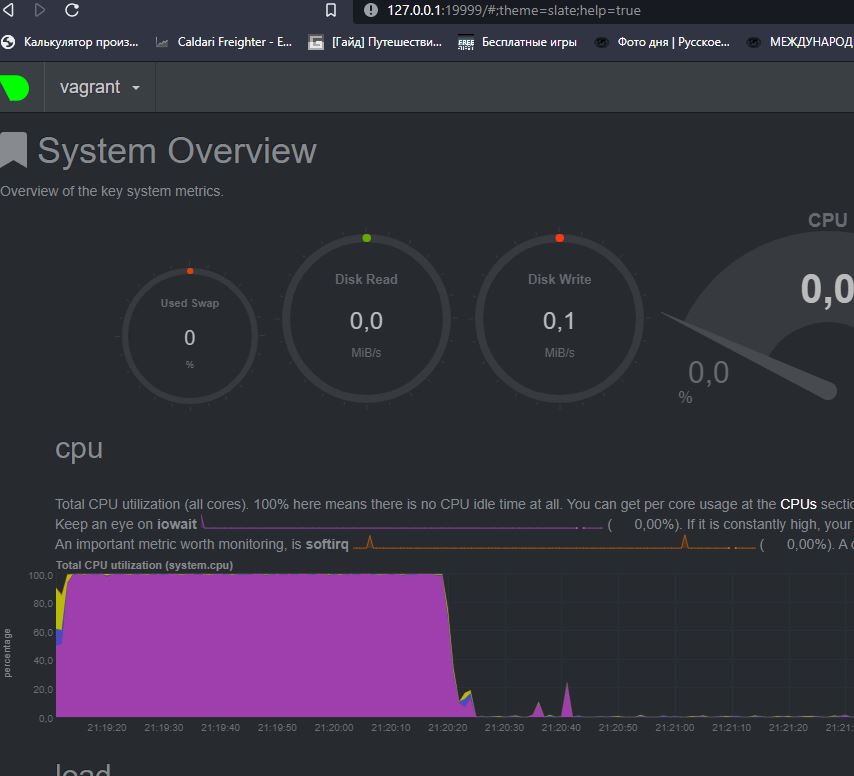 127.0.0.1:19999/#;theme=slate;help=true
Калькулятор произ... Caldari Freighter - E... [Гайд] Путешестви... FREE Бесплатные игры Фото дня | Русское... МЕЖДУНАРОД
vagrant
System Overview
Overview of the key system metrics.
CPU
Disk Read
Disk Write
Used Swap
0,0
0,0
0,1
0
MiB/s
MiB/s
%
0,0
%
cpu
Total CPU utilization (all cores). 100% here means there is no CPU idle time at all. You can get per core usage at the CPUs sectio
Keep an eye on iowait ( 0,00%). If it is constantly high, your
An important metric worth monitoring, is softirq ( 0,00%). A
Total CPU utilization (system.cpu)
100,0
80,0
60,0
40,0
20,0
0,0
percentage
21:19:20 21:19:30 21:19:40 21:19:50 21:20:00 21:20:10 21:20:20 21:20:30 21:20:40 21:20:50 21:21:00 21:21:10 21:21:20 21:21:
load